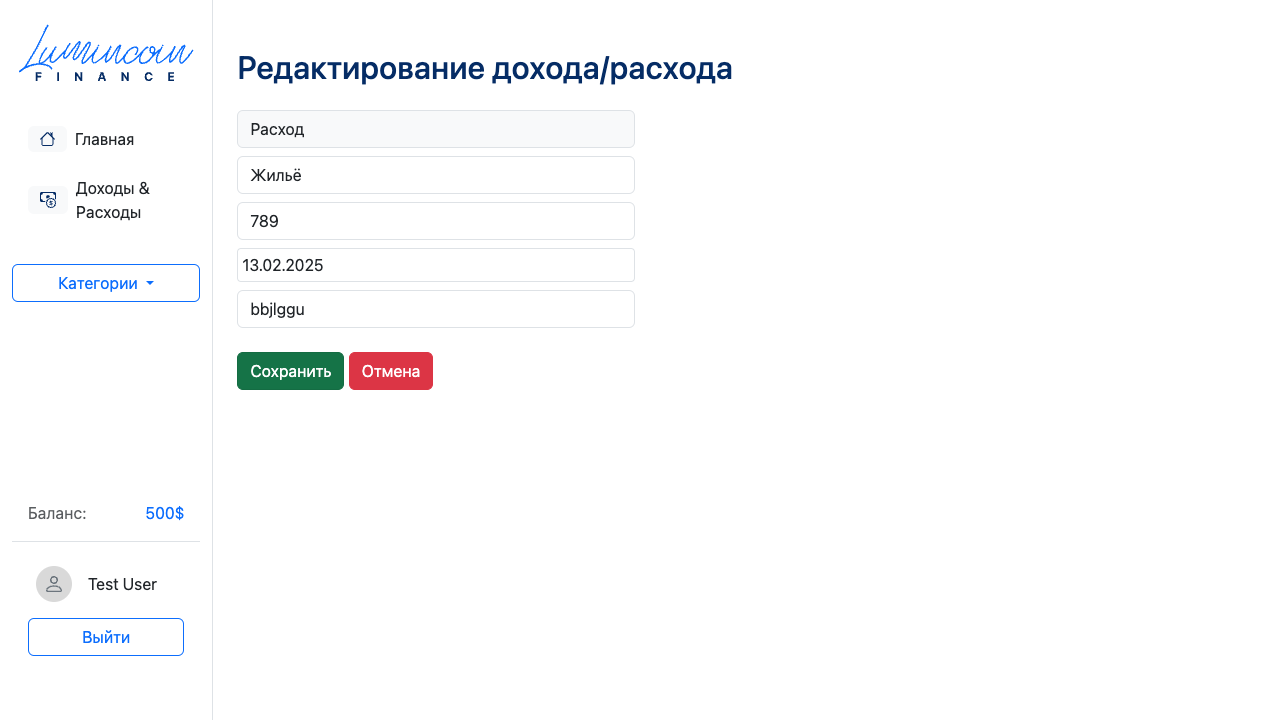 Lumincoin
FINANCE
Главная
Доходы &
Расходы
Категории
Баланс: 500$
Test User
Выйти
Редактирование дохода/расхода
Расход
Жильё
789
13.02.2025
bbjlggu
Сохранить Отмена